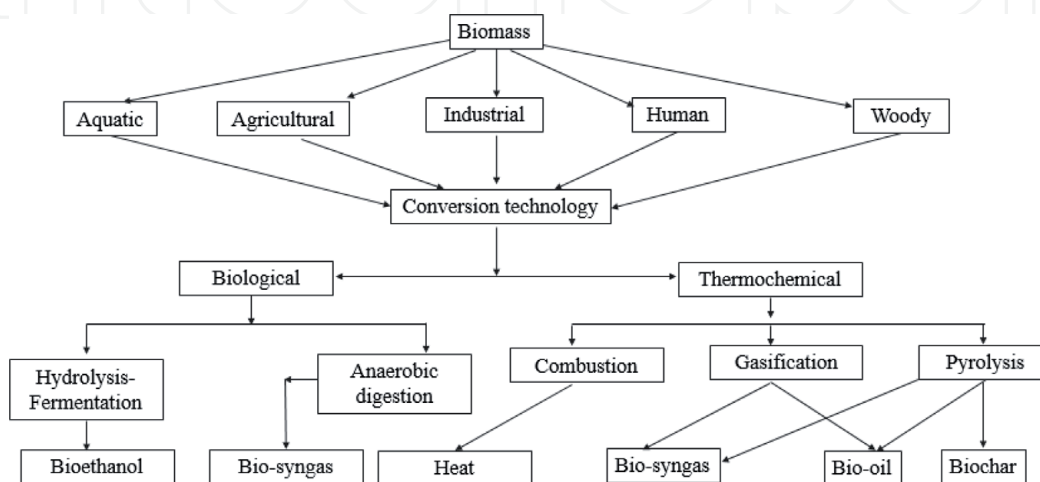 Biomass
Aquatic
Agricultural
Industrial
Human
Woody
Conversion technology
Biological
Thermochemical
Hydrolysis-
Fermentation
Anaerobic
digestion
Combustion
Gasification
Pyrolysis
Bioethanol
Bio-syngas
Heat
Bio-syngas
Bio-oil
Biochar